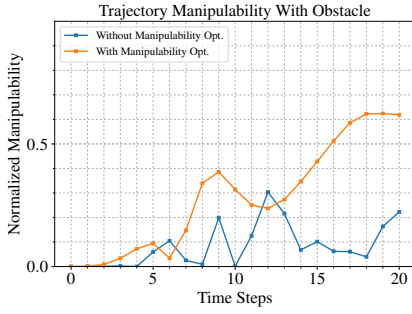 Trajectory Manipulability With Obstacle
Without Manipulability Opt.
With Manipulability Opt.
Normalized Manipulability
0.5
0.0
0 5 10 15 20
Time Steps